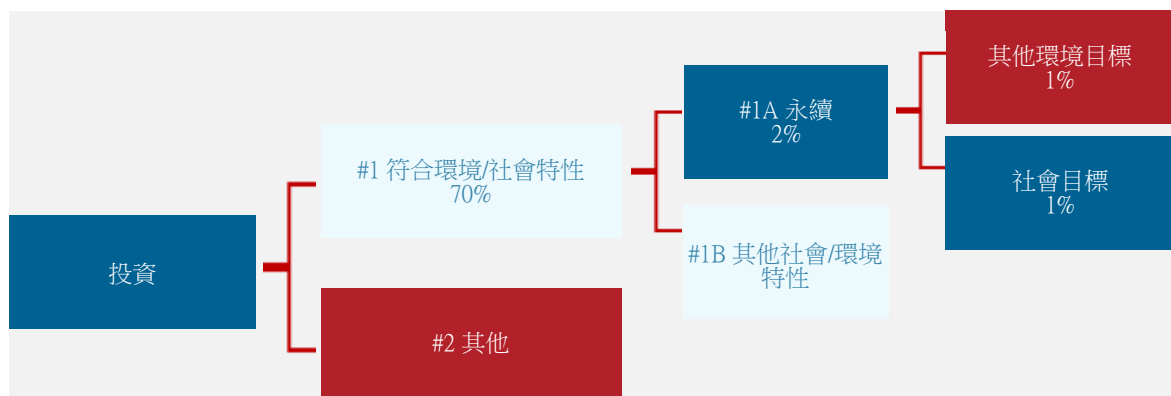 投資
#1 符合環境/社會特性
70%
#2 其他
#1A 永續
2%
#1B 其他社會/環境
特性
其他環境目標
1%
社會目標
1%